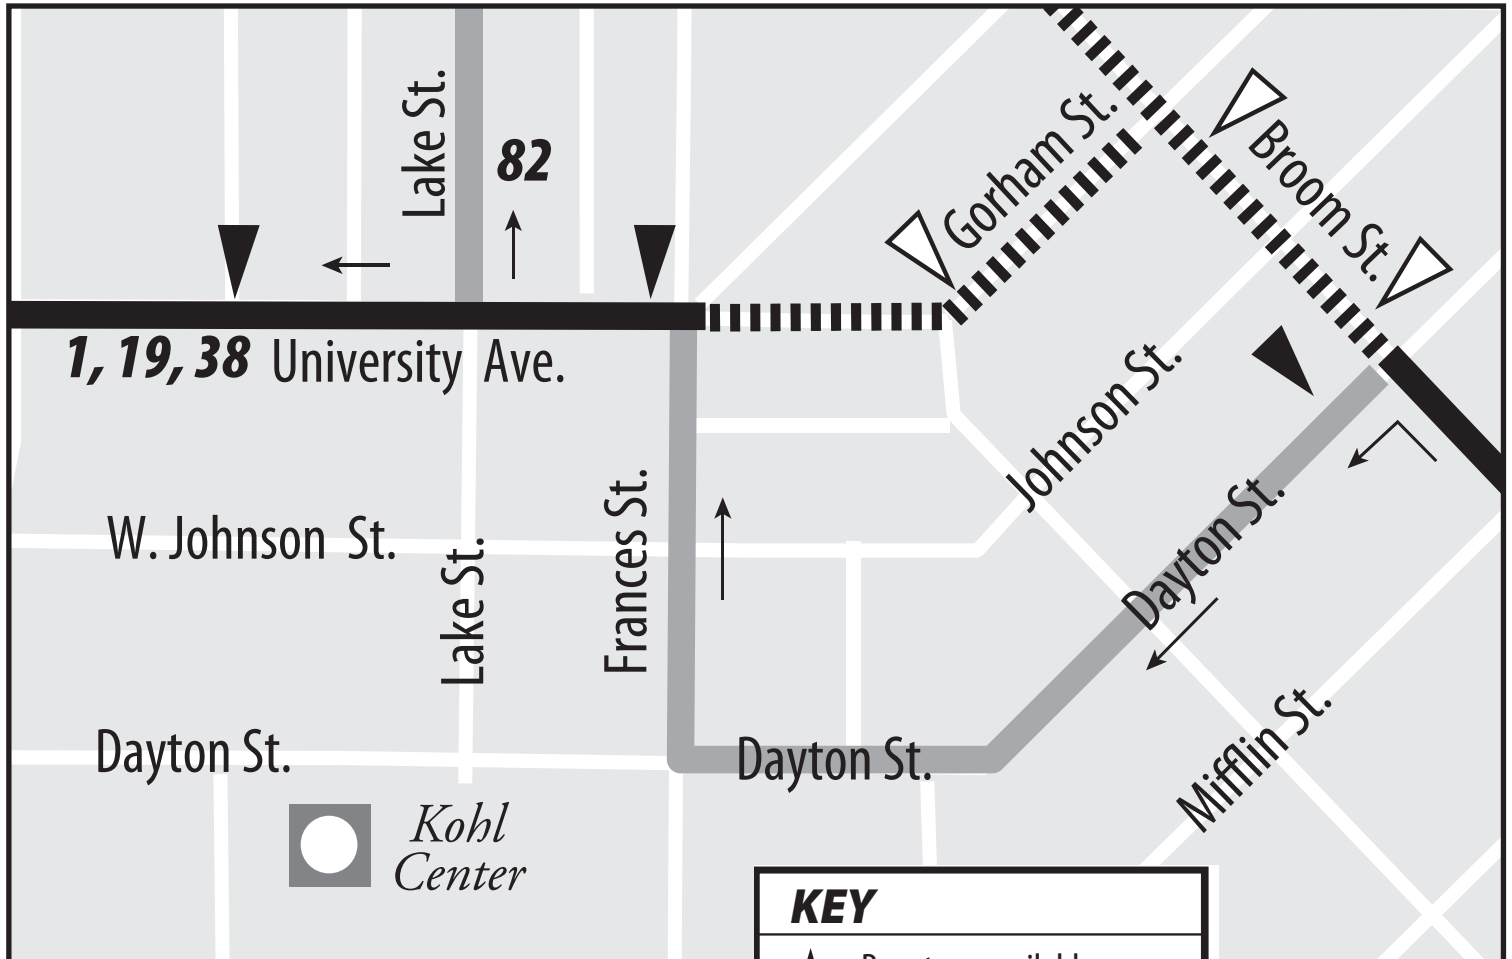 Lake St.
82
Gorham St.
Broom St.
1, 19, 38 University Ave.
Johnson St.
W. Johnson St.
Lake St.
Frances St.
Dayton St.
Dayton St.
Dayton St.
Mifflin St.
Kohl
Center
KEY